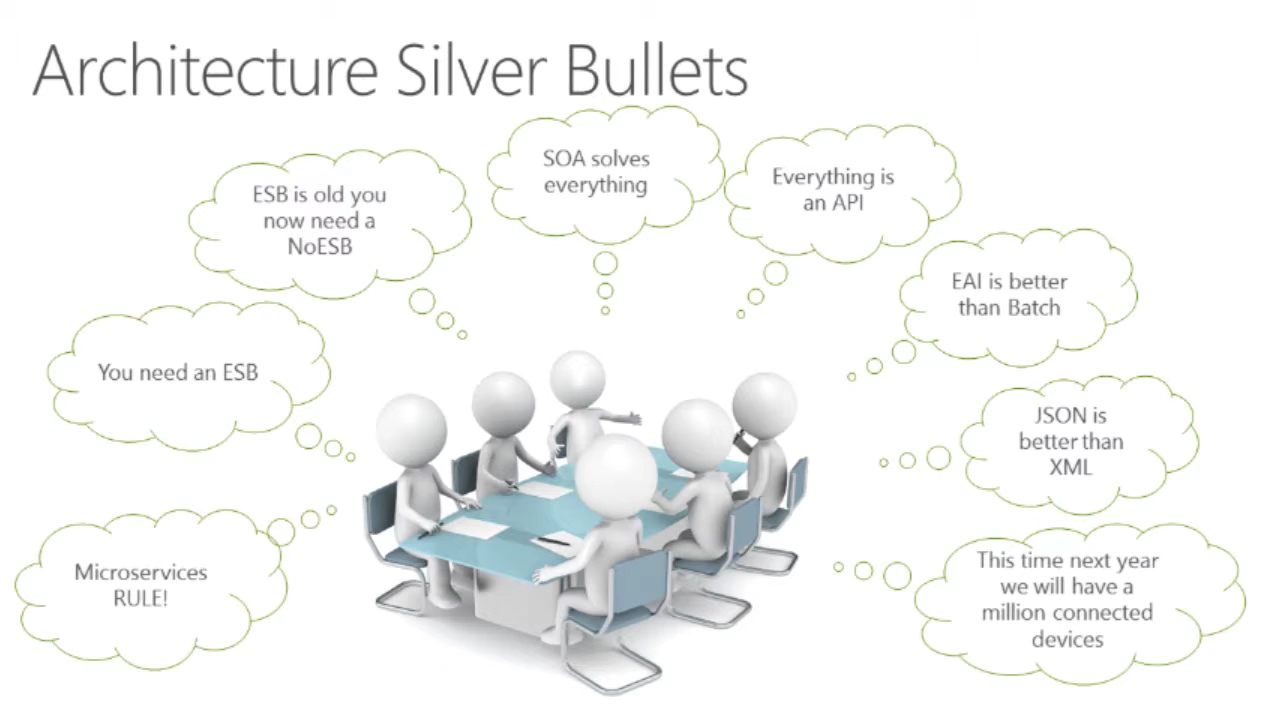 Architecture Silver Bullets
SOA solves
everything
Everything is
an API
ESB is old you
now need a
NoESB
EAI is better
than Batch
You need an ESB
JSON is
better than
XML
Microservices
RULE!
This time next year
we will have a
million connected
devices